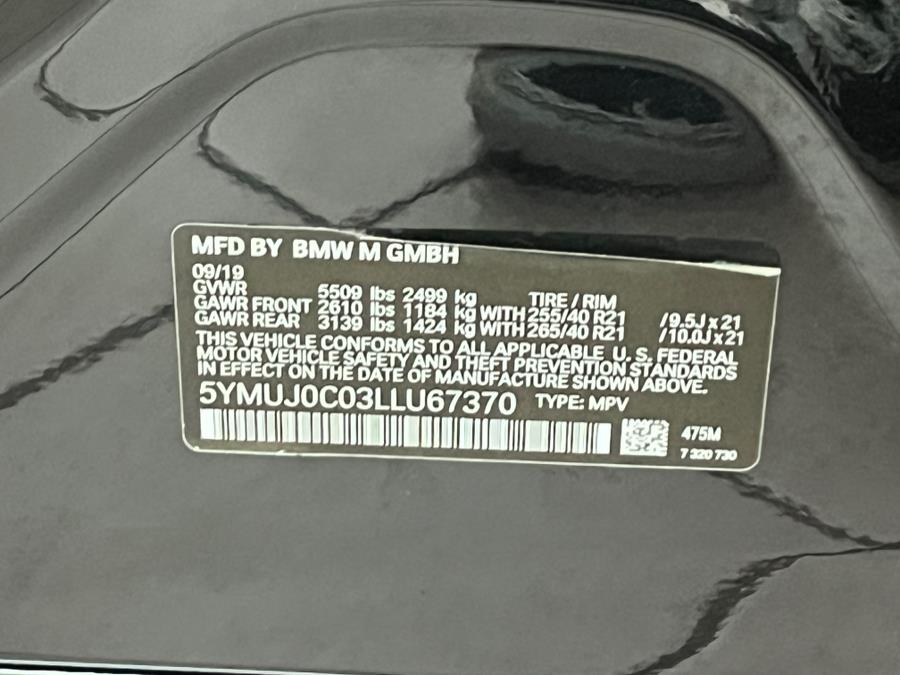 MFD BY BMW M GMBH
09/19
GVWR 5509 lbs 2499 kg TIRE / RIM
GAWR FRONT 2610 lbs 1184 kg WITH 255/40 R21 /9.5J x 21
GAWR REAR 3139 lbs 1424 kg WITH 265/40 R21 /10.0J x 21
THIS VEHICLE CONFORMS TO ALL APPLICABLE U. S. FEDERAL
MOTOR VEHICLE SAFETY AND THEFT PREVENTION STANDARDS
IN EFFECT ON THE DATE OF MANUFACTURE SHOWN ABOVE.
5YMUJ0C03LLU67370 TYPE: MPV
475M
7 320 730